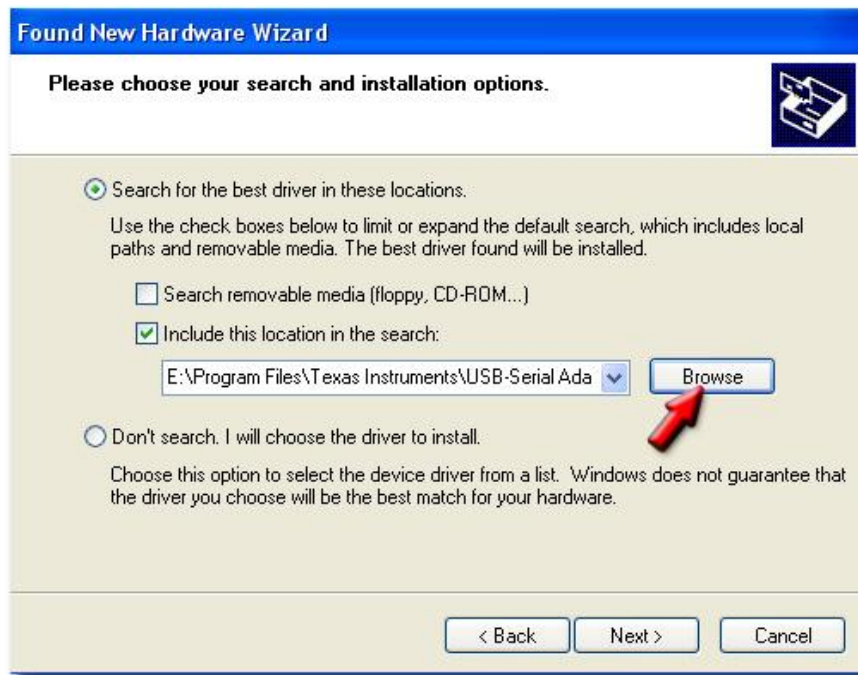 Found New Hardware Wizard
Please choose your search and installation options.
Search for the best driver in these locations.
Use the check boxes below to limit or expand the default search, which includes local
paths and removable media. The best driver found will be installed.
Search removable media (floppy, CD-ROM...)
Include this location in the search:
E:\Program Files\Texas Instruments\USB-Serial Ada
Browse
Don't search. I will choose the driver to install.
Choose this option to select the device driver from a list. Windows does not guarantee that
the driver you choose will be the best match for your hardware.
< Back
Next >
Cancel